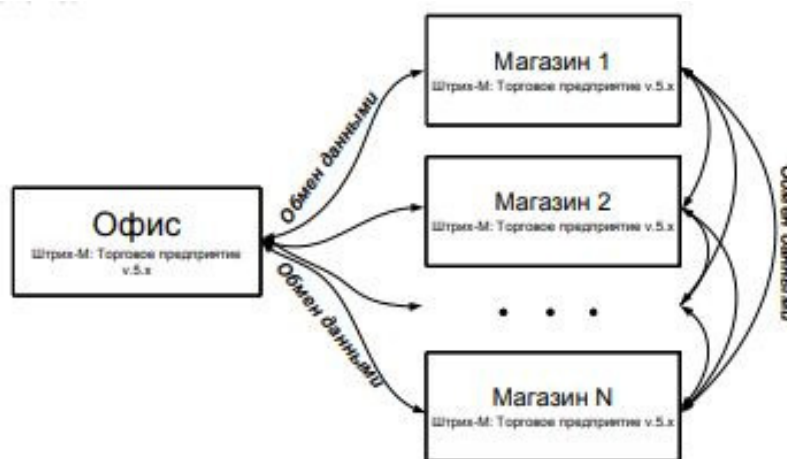 Офис
Штрих-М: Торговое предприятие
v.5.x
Обмен данными
Обмен данными
Магазин 1
Штрих-М: Торговое предприятие v.5.x
Магазин 2
Штрих-М: Торговое предприятие v.5.x
. . .
Магазин N
Штрих-М: Торговое предприятие v.5.x
Обмен данными